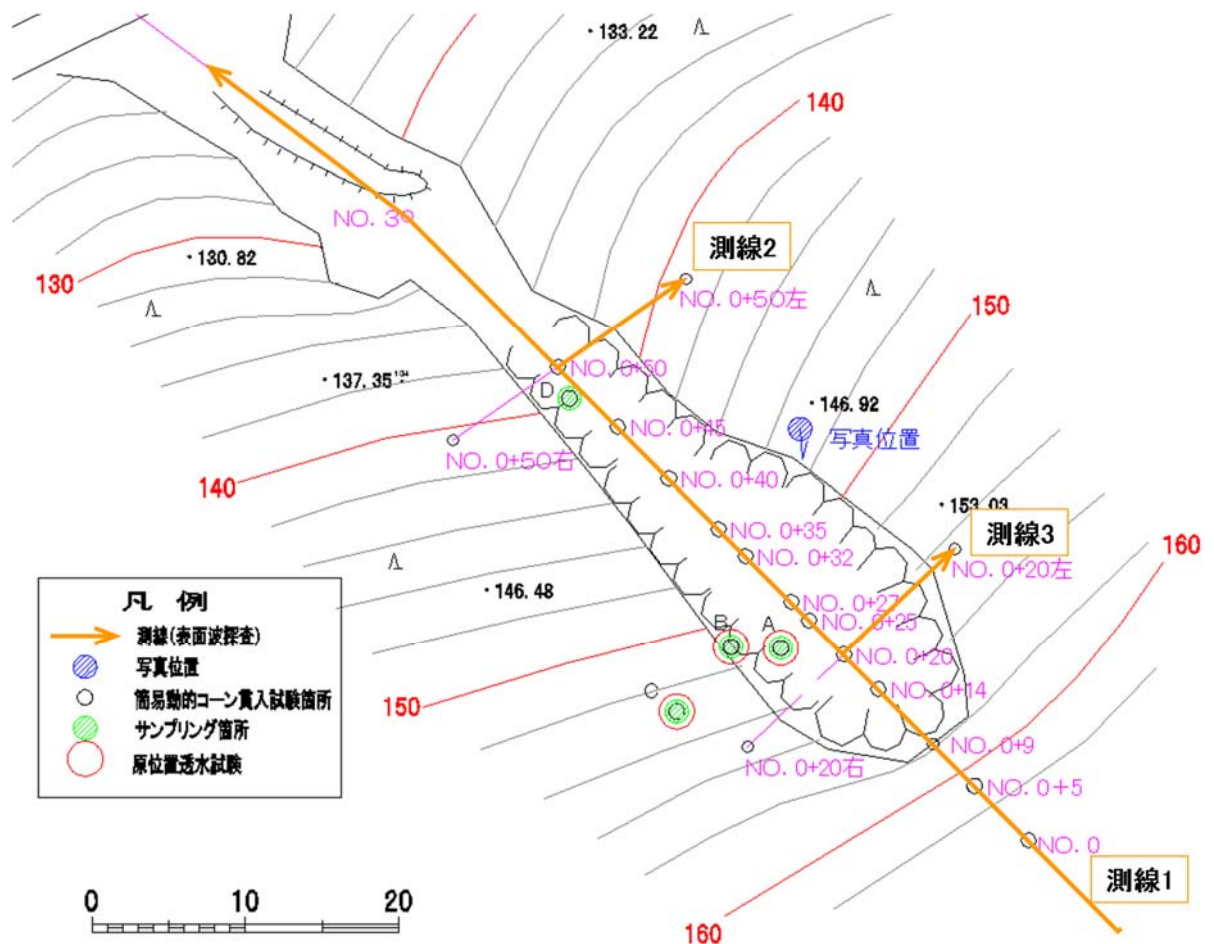 133.22
140
測線2
NO. 30
130.82
130
NO. 0+50左
150
NO. 0+50
137.35
D
146.92
写真位置
NO. 0+45
NO. 0+50右
140
NO. 0+40
153.03
測線3
NO. 0+35
160
NO. 0+32
NO. 0+20左
146.48
NO. 0+27
NO. 0+25
B
A
NO. 0+20
NO. 0+14
150
NO. 0+9
NO. 0+20右
NO. 0+5
NO. 0
測線1
160
凡 例
測線(表面波探査)
写真位置
簡易動的コーン貫入試験箇所
サンプリング箇所
原位置透水試験
0
10
20